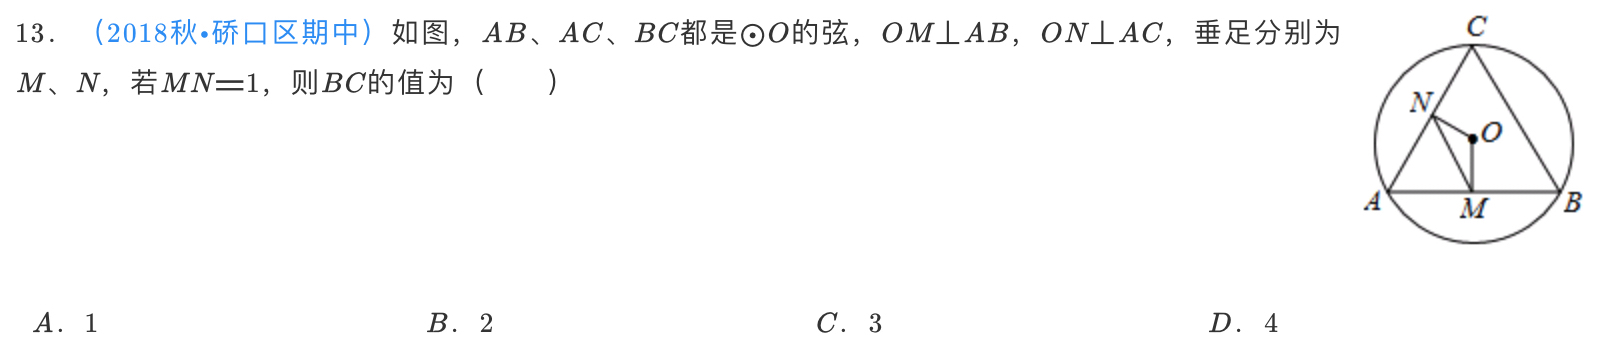 13. （2018秋•硚口区期中）如图，AB、AC、BC都是⊙O的弦，OM⊥AB，ON⊥AC，垂足分别为
M、N，若MN＝1，则BC的值为（　　）
C
N
O
A
M
B
A. 1
B. 2
C. 3
D. 4